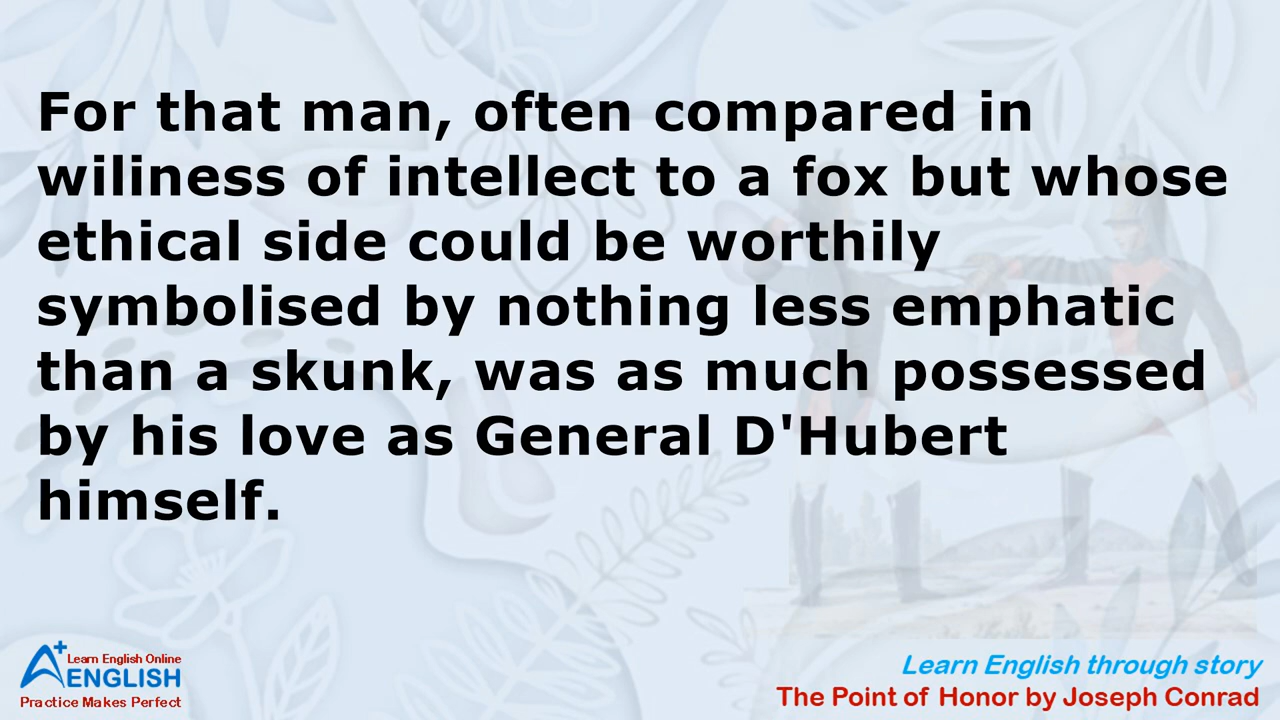 For that man, often compared in
wiliness of intellect to a fox but whose
ethical side could be worthily
symbolised by nothing less emphatic
than a skunk, was as much possessed
by his love as General D'Hubert
himself.
A+ Learn English Online
ENGLISH
Practice Makes Perfect
Learn English through story
The Point of Honor by Joseph Conrad